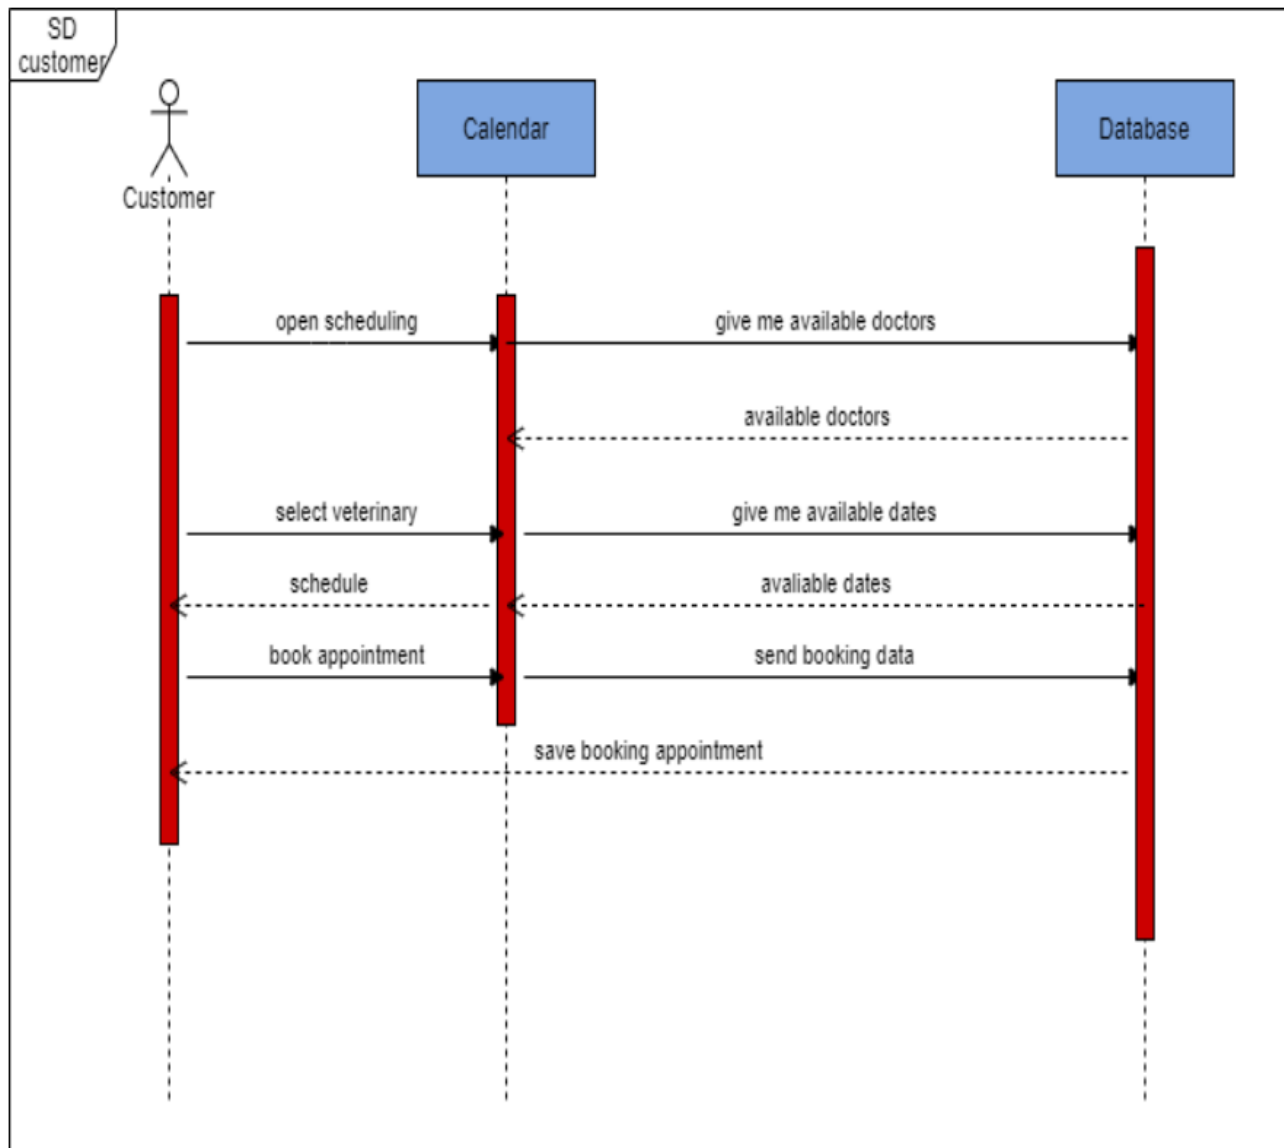 SD
customer
Customer
Calendar
Database
open scheduling
give me available doctors
available doctors
select veterinary
give me available dates
schedule
avaliable dates
book appointment
send booking data
save booking appointment